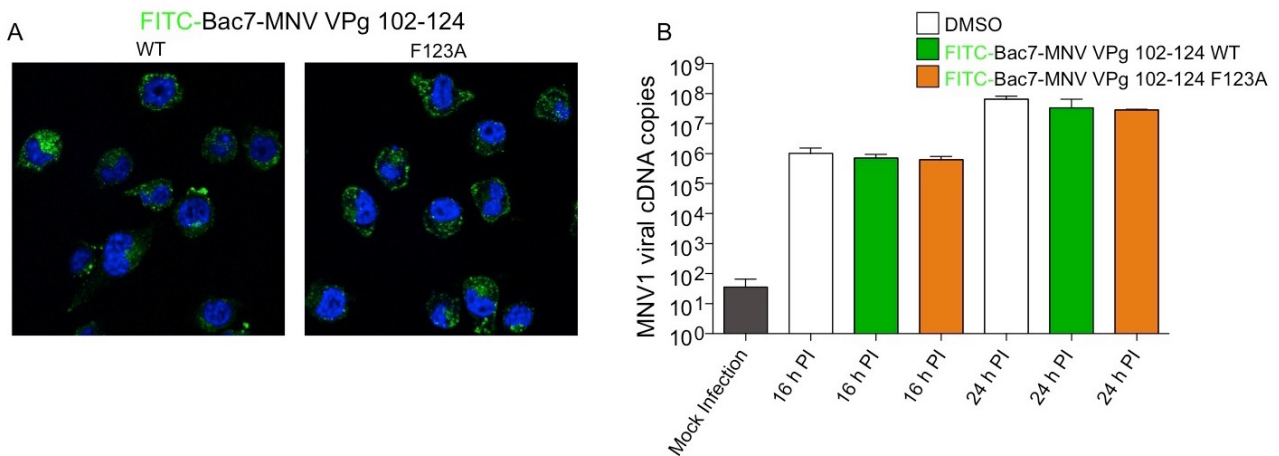 FITC-Bac7-MNV VPg 102-124
A
WT
F123A
B
DMSO
FITC-Bac7-MNV VPg 102-124 WT
FITC-Bac7-MNV VPg 102-124 F123A
MNV1 viral cDNA copies
10⁹
10⁸
10⁷
10⁶
10⁵
10⁴
10³
10²
10¹
10⁰
Mock Infection
16 h PI
16 h PI
16 h PI
24 h PI
24 h PI
24 h PI